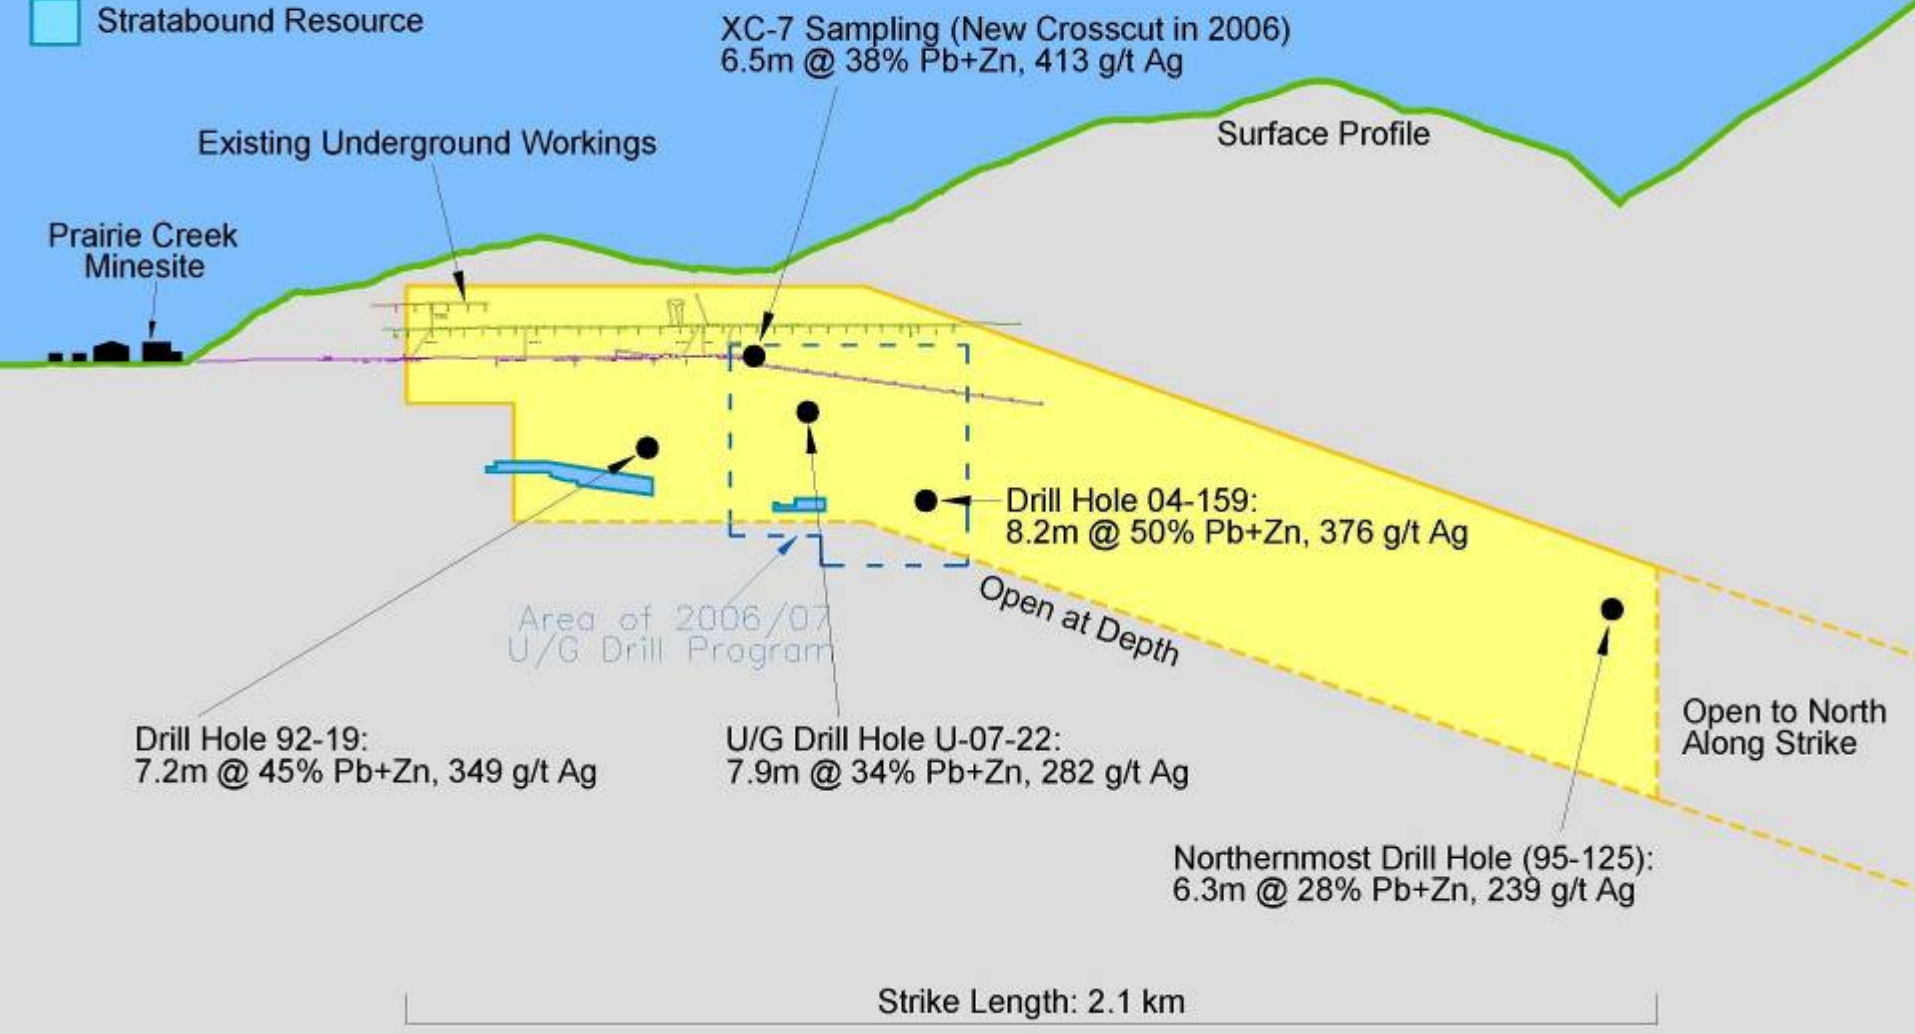 Stratabound Resource
XC-7 Sampling (New Crosscut in 2006)
6.5m @ 38% Pb+Zn, 413 g/t Ag
Surface Profile
Existing Underground Workings
Prairie Creek
Minesite
Drill Hole 04-159:
8.2m @ 50% Pb+Zn, 376 g/t Ag
Open at Depth
Area of 2006/07
U/G Drill Program
Open to North
Along Strike
Drill Hole 92-19:
7.2m @ 45% Pb+Zn, 349 g/t Ag
U/G Drill Hole U-07-22:
7.9m @ 34% Pb+Zn, 282 g/t Ag
Northernmost Drill Hole (95-125):
6.3m @ 28% Pb+Zn, 239 g/t Ag
Strike Length: 2.1 km